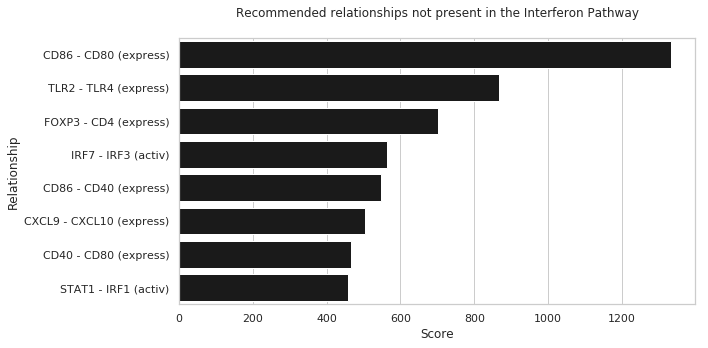 Recommended relationships not present in the Interferon Pathway
Relationship
CD86 - CD80 (express)
TLR2 - TLR4 (express)
FOXP3 - CD4 (express)
IRF7 - IRF3 (activ)
CD86 - CD40 (express)
CXCL9 - CXCL10 (express)
CD40 - CD80 (express)
STAT1 - IRF1 (activ)
0 200 400 600 800 1000 1200
Score